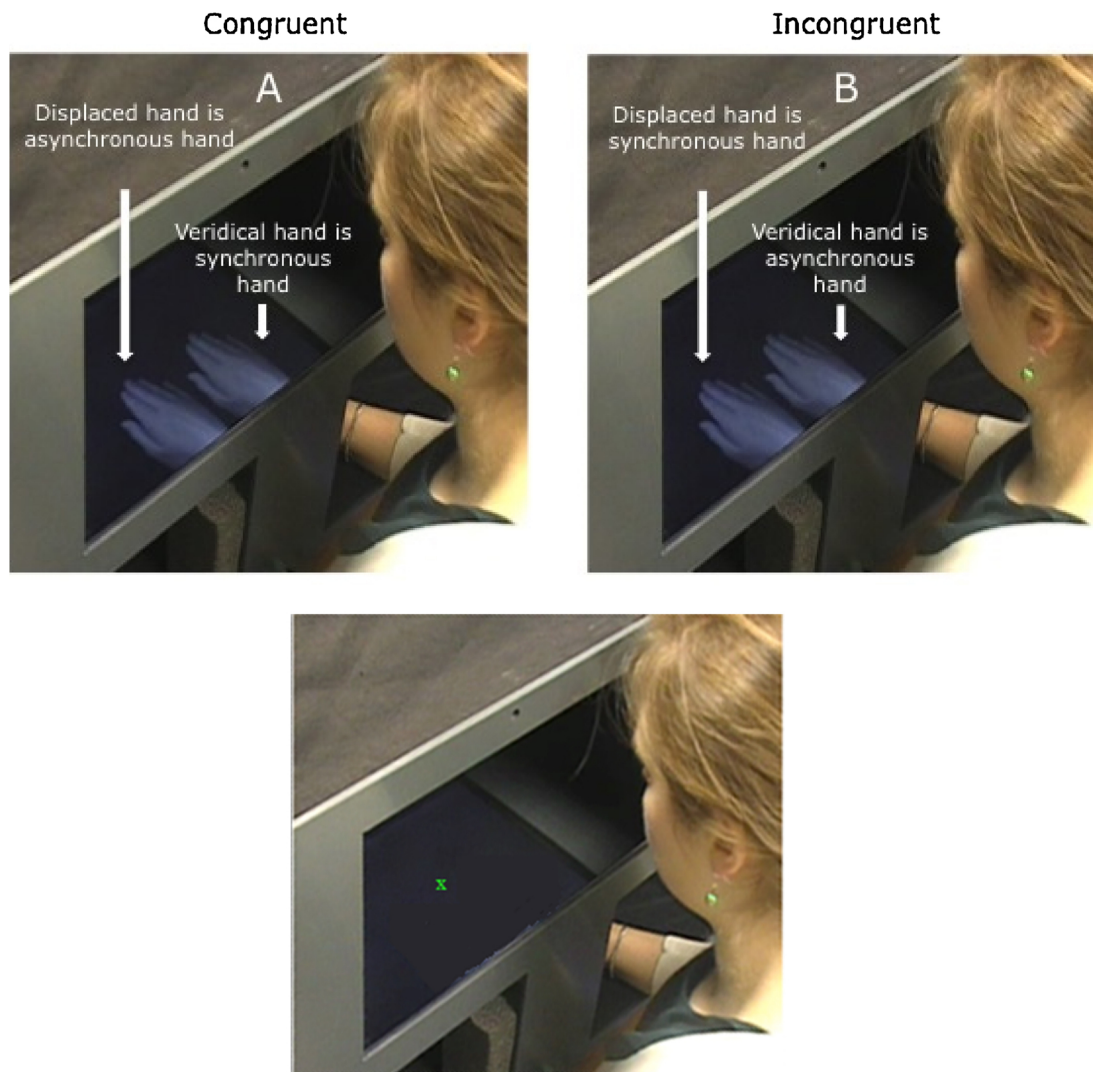 Congruent
Incongruent
A
Displaced hand is
asynchronous hand
Veridical hand is
synchronous
hand
B
Displaced hand is
synchronous hand
Veridical hand is
asynchronous
hand
x